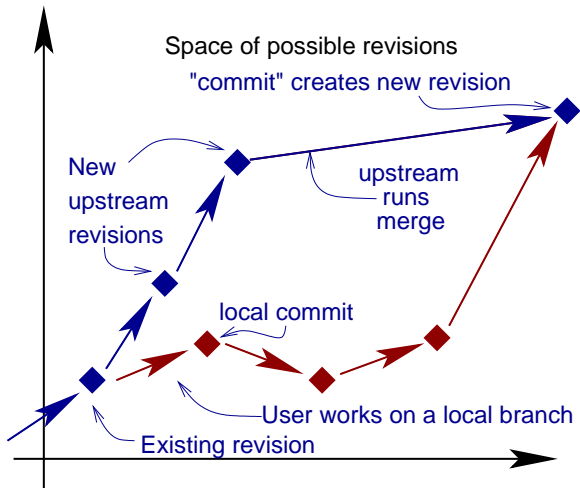 Space of possible revisions
"commit" creates new revision
New
upstream
revisions
upstream
runs
merge
local commit
User works on a local branch
Existing revision